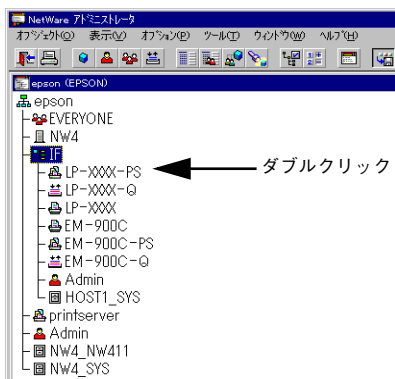 NetWare アドミニストレータ
オブジェクト(O) 表示(V) オプション(P) ツール(T) ウィンドウ(W) ヘルプ(H)
epson (EPSON)
epson
EVERYONE
NW4
IF
LP-XXX-PS
ダブルクリック
LP-XXX-Q
LP-XXX
EM-900C
EM-900C-PS
EM-900C-Q
Admin
HOST1_SYS
printserver
Admin
NW4_NW411
NW4_SYS